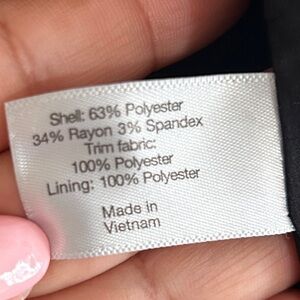 Shell: 63% Polyester
34% Rayon 3% Spandex
Trim fabric:
100% Polyester
Lining: 100% Polyester
Made in
Vietnam